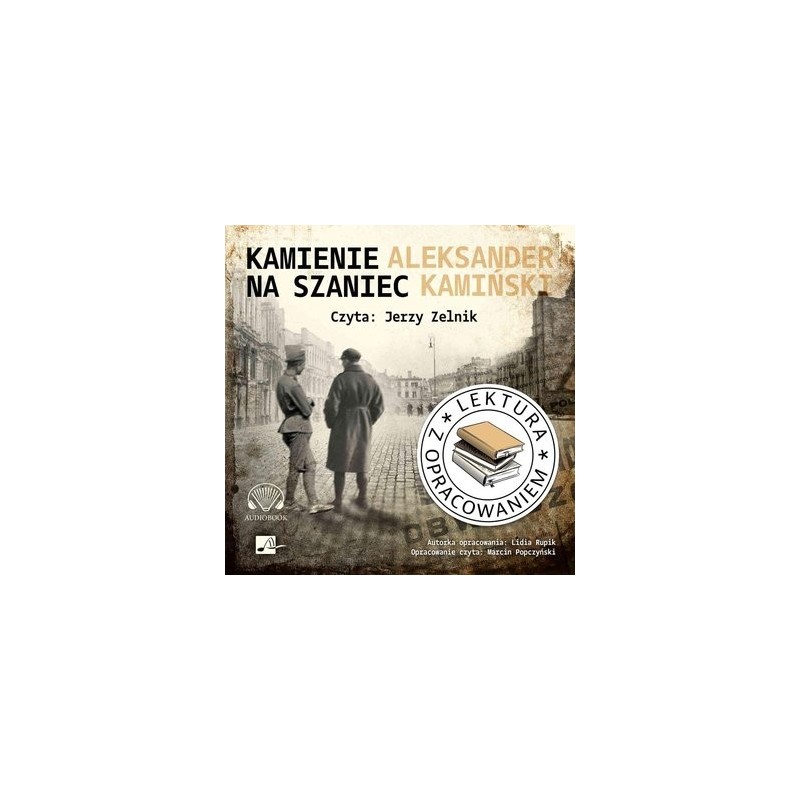 KAMIENIE ALEKSANDER
NA SZANIEC KAMIŃSKI
Czyta: Jerzy Zelnik
* LEKTURA *
Z OPRACOWANIEM
AUDIOBOOK
Autorka opracowania: Lidia Rupik
Opracowanie czyta: Marcin Popczyński